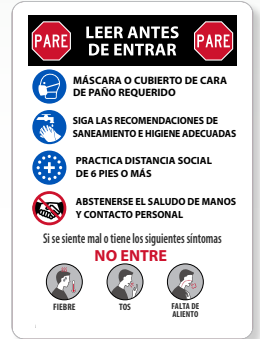 PARE
LEER ANTES
DE ENTRAR
PARE
MÁSCARA O CUBIERTO DE CARA
DE PAÑO REQUERIDO
SIGA LAS RECOMENDACIONES DE
SANEAMIENTO E HIGIENE ADECUADAS
PRACTICA DISTANCIA SOCIAL
DE 6 PIES O MÁS
ABSTENERSE EL SALUDO DE MANOS
Y CONTACTO PERSONAL
Si se siente mal o tiene los siguientes síntomas
NO ENTRE
FIEBRE
TOS
FALTA DE
ALIENTO